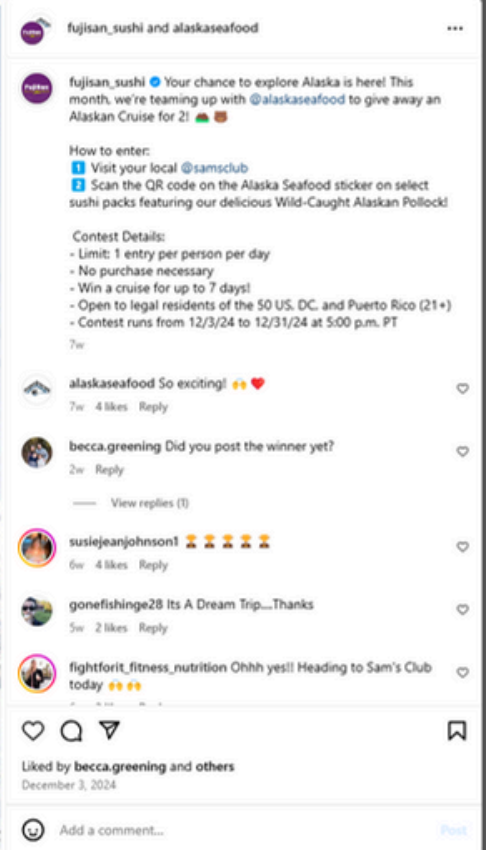 fujisan_sushi and alaskaseafood
fujisan_sushi Your chance to explore Alaska is here! This
month, we're teaming up with @alaskaseafood to give away an
Alaskan Cruise for 2! 🏔️🐻
How to enter:
1️⃣ Visit your local @samsclub
2️⃣ Scan the QR code on the Alaska Seafood sticker on select
sushi packs featuring our delicious Wild-Caught Alaskan Pollock!
Contest Details:
- Limit: 1 entry per person per day
- No purchase necessary
- Win a cruise for up to 7 days!
- Open to legal residents of the 50 US, DC, and Puerto Rico (21+)
- Contest runs from 12/3/24 to 12/31/24 at 5:00 p.m. PT
7w
alaskaseafood So exciting! 🙌❤️
7w 4 likes Reply
becca.greening Did you post the winner yet?
2w Reply
View replies (1)
susiejeanjohnson1 🏆🏆🏆🏆🏆
6w 4 likes Reply
gonefishinge28 Its A Dream Trip....Thanks
5w 2 likes Reply
fightforit_fitness_nutrition Ohhh yes!! Heading to Sam's Club
today 🙌🙌
Liked by becca.greening and others
December 3, 2024
Add a comment...
Post